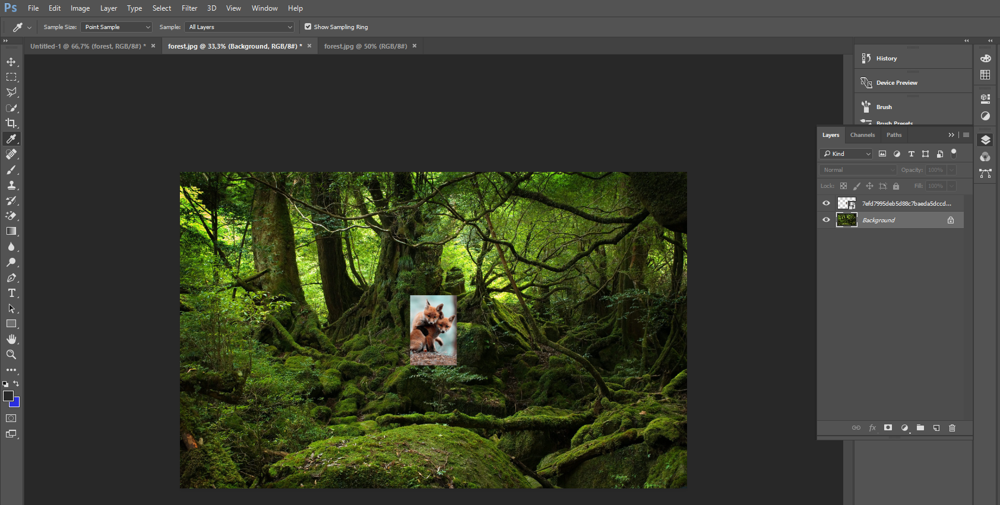 Ps File Edit Image Layer Type Select Filter 3D View Window Help
Sample Size: Point Sample Sample: All Layers Show Sampling Ring
Untitled-1 @ 66,7% (forest, RGB/8#) * × forest.jpg @ 33,3% (Background, RGB/8#) * × forest.jpg @ 50% (RGB/8#) ×
History
Device Preview
Brush
Brush Presets
Layers Channels Paths
Kind
Normal Opacity: 100%
Lock: Fill: 100%
7efd7995deb5d88c7baeda5dccd...
Background
fx